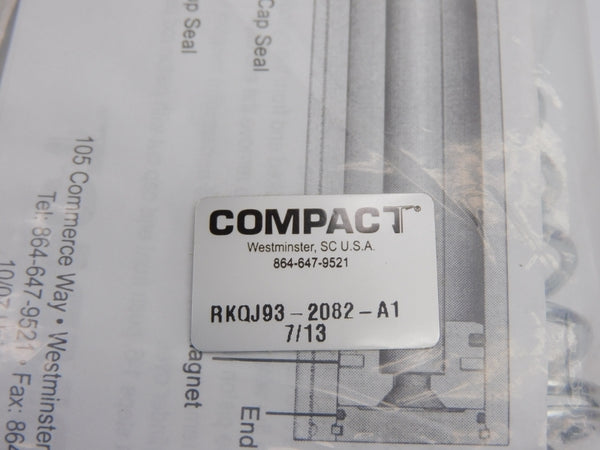 COMPACT®
Westminster, SC U.S.A.
864-647-9521
RKQJ93-2082-A1
7/13
Cap Seal
p Seal
agnet
End
105 Commerce Way • Westminster
Tel: 864-647-9521 • Fax: 864